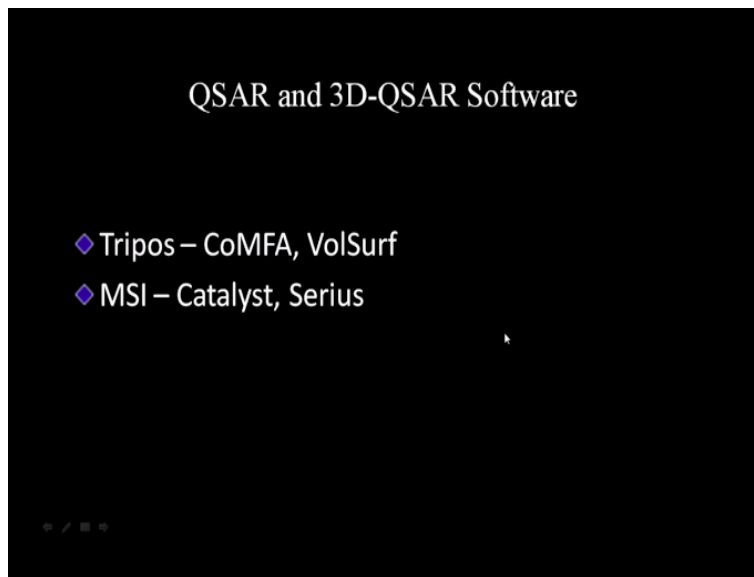 QSAR and 3D-QSAR Software
Tripos – CoMFA, VolSurf
MSI – Catalyst, Serius